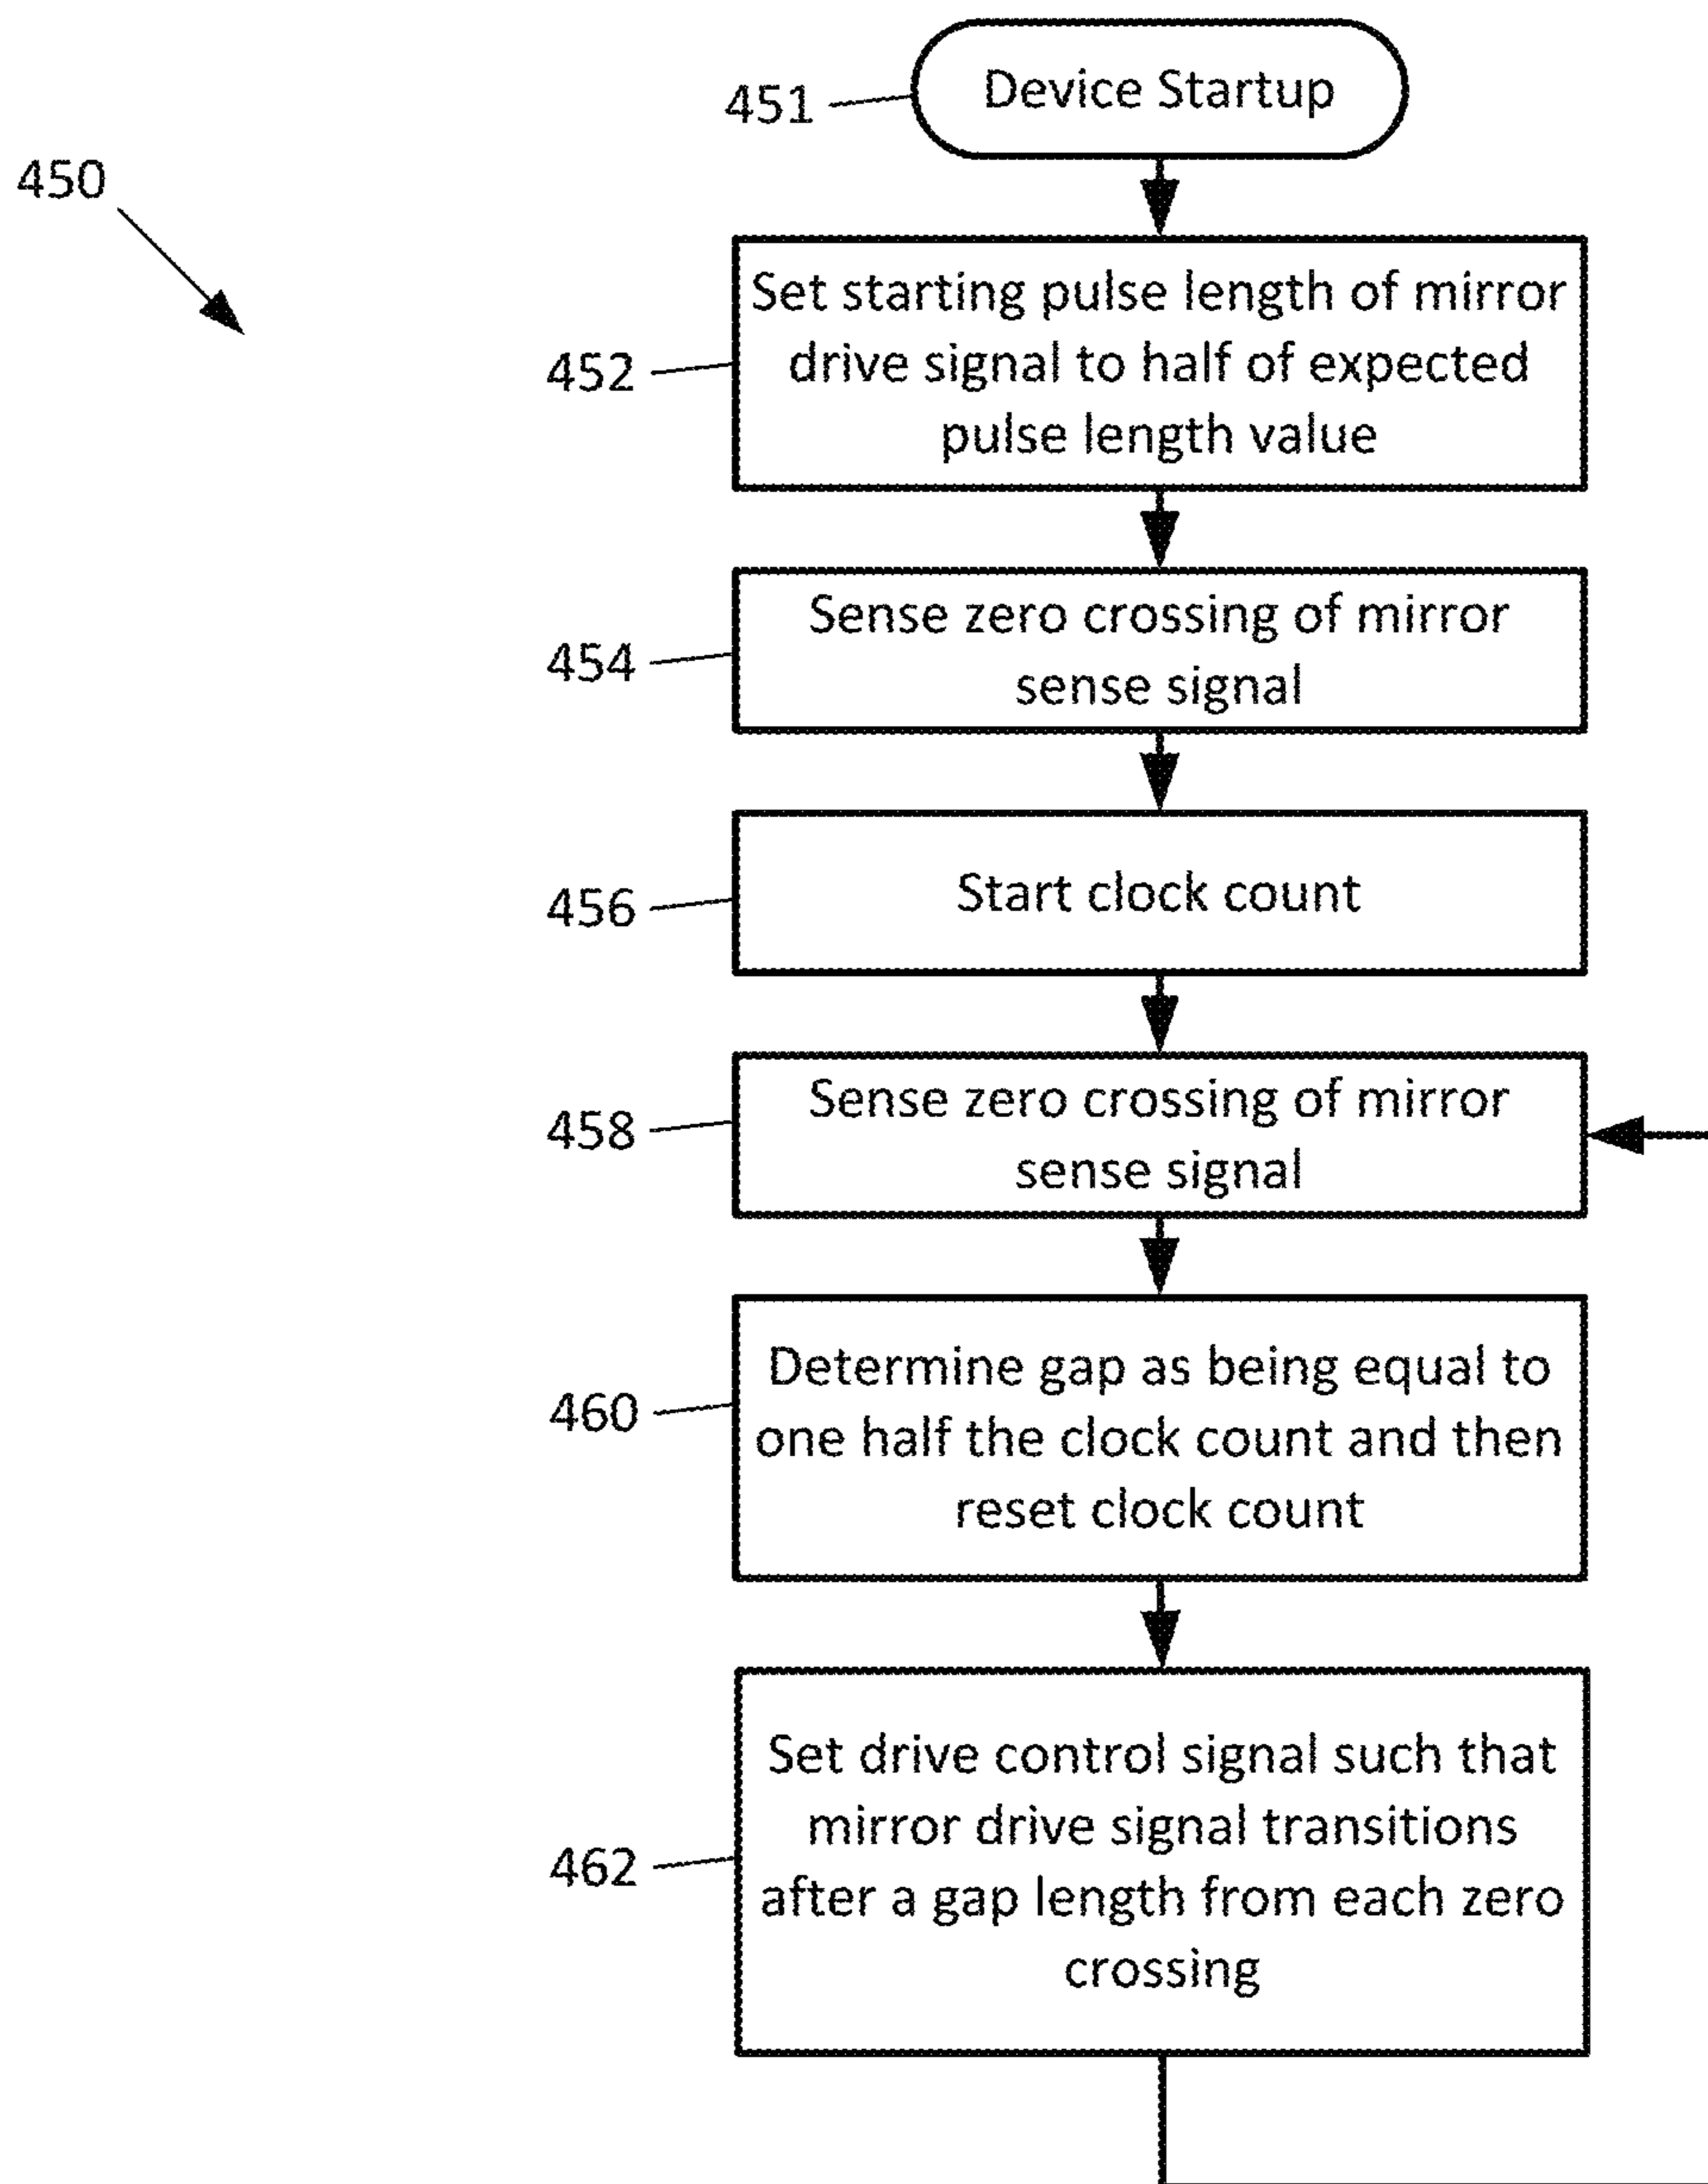 451
Device Startup
450
452
Set starting pulse length of mirror
drive signal to half of expected
pulse length value
454
Sense zero crossing of mirror
sense signal
456
Start clock count
458
Sense zero crossing of mirror
sense signal
460
Determine gap as being equal to
one half the clock count and then
reset clock count
462
Set drive control signal such that
mirror drive signal transitions
after a gap length from each zero
crossing